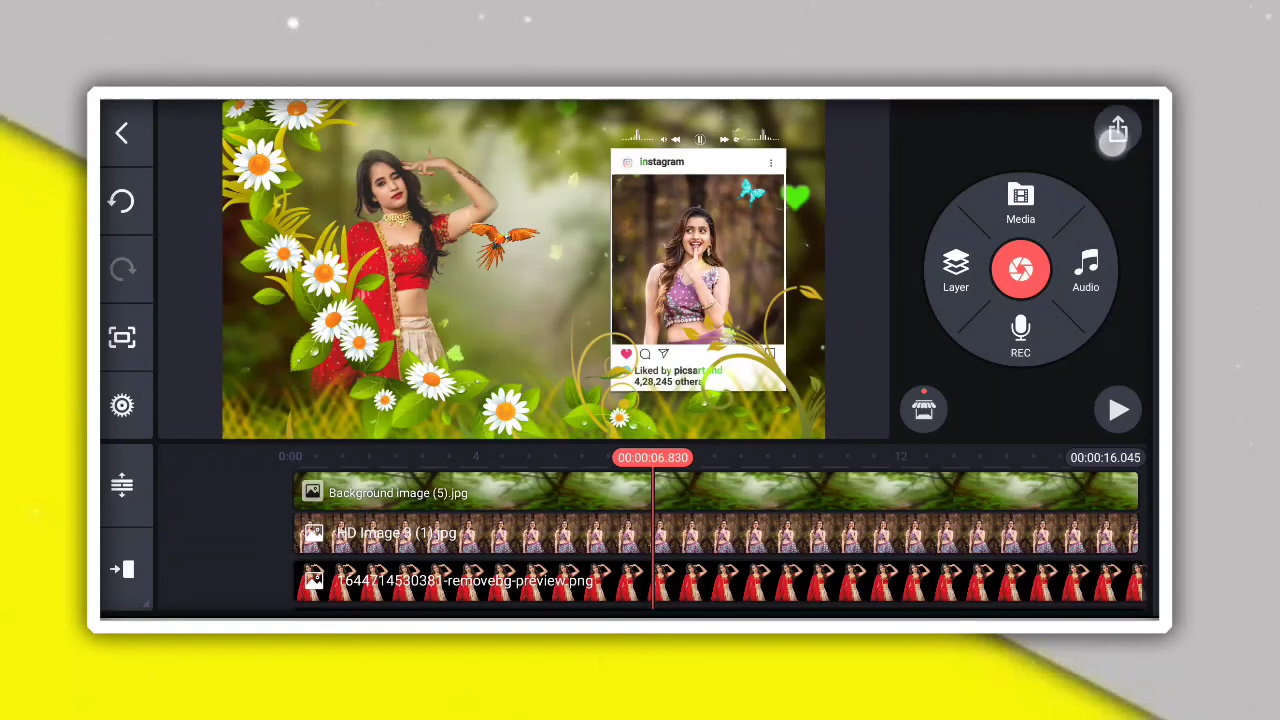 instagram
Liked by picsart and
4,28,245 others
Media
Layer
Audio
REC
0:00
4
00:00:06.830
12
00:00:16.045
Background Image (5).jpg
HD Image 3 (1).jpg
1644714530381-removebg-preview.png